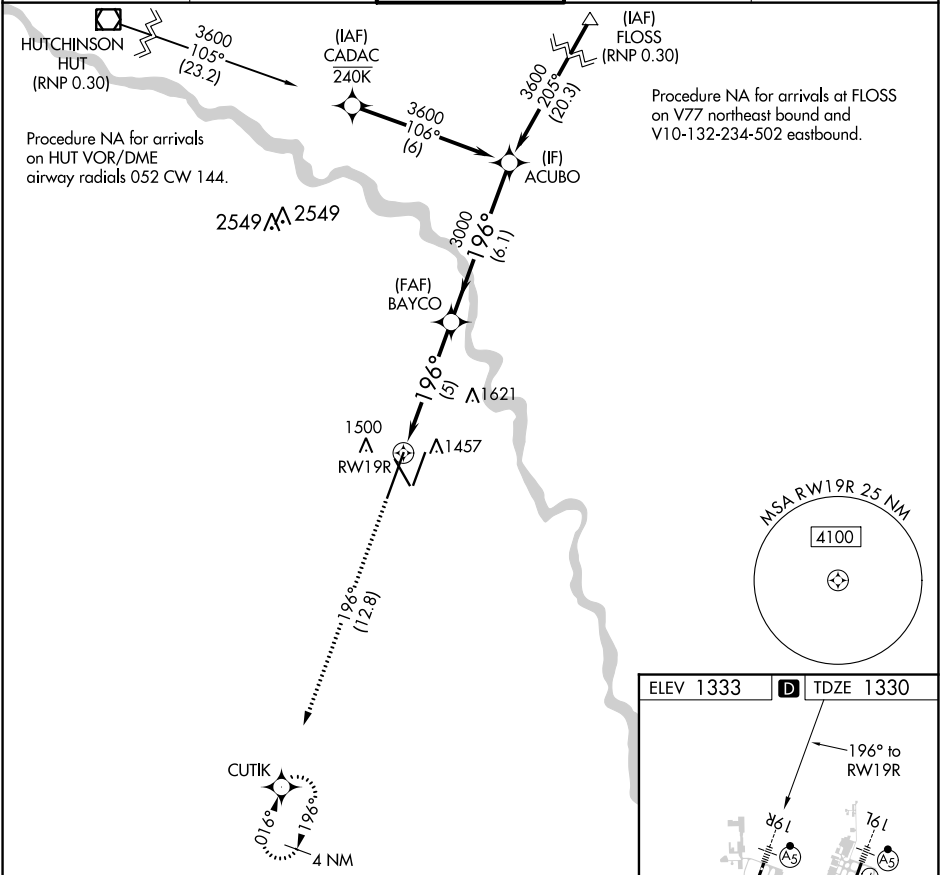 HUTCHINSON
HUT
(RNP 0.30)
3600
105°
(23.2)
(IAF)
CADAC
240K
3600
106°
(6)
(IAF)
FLOSS
(RNP 0.30)
3600
205°
(20.3)
Procedure NA for arrivals at FLOSS
on V77 northeast bound and
V10-132-234-502 eastbound.
Procedure NA for arrivals
on HUT VOR/DME
airway radials 052 CW 144.
(IF)
ACUBO
2549 2549
3000
196°
(6.1)
(FAF)
BAYCO
196°
(5)
1621
1500
RW19R
1457
MSA RW19R 25 NM
4100
196°
(12.8)
CUTIK
016°
196°
4 NM
ELEV 1333 D TDZE 1330
196° to
RW19R
19R
19L
A5
A5